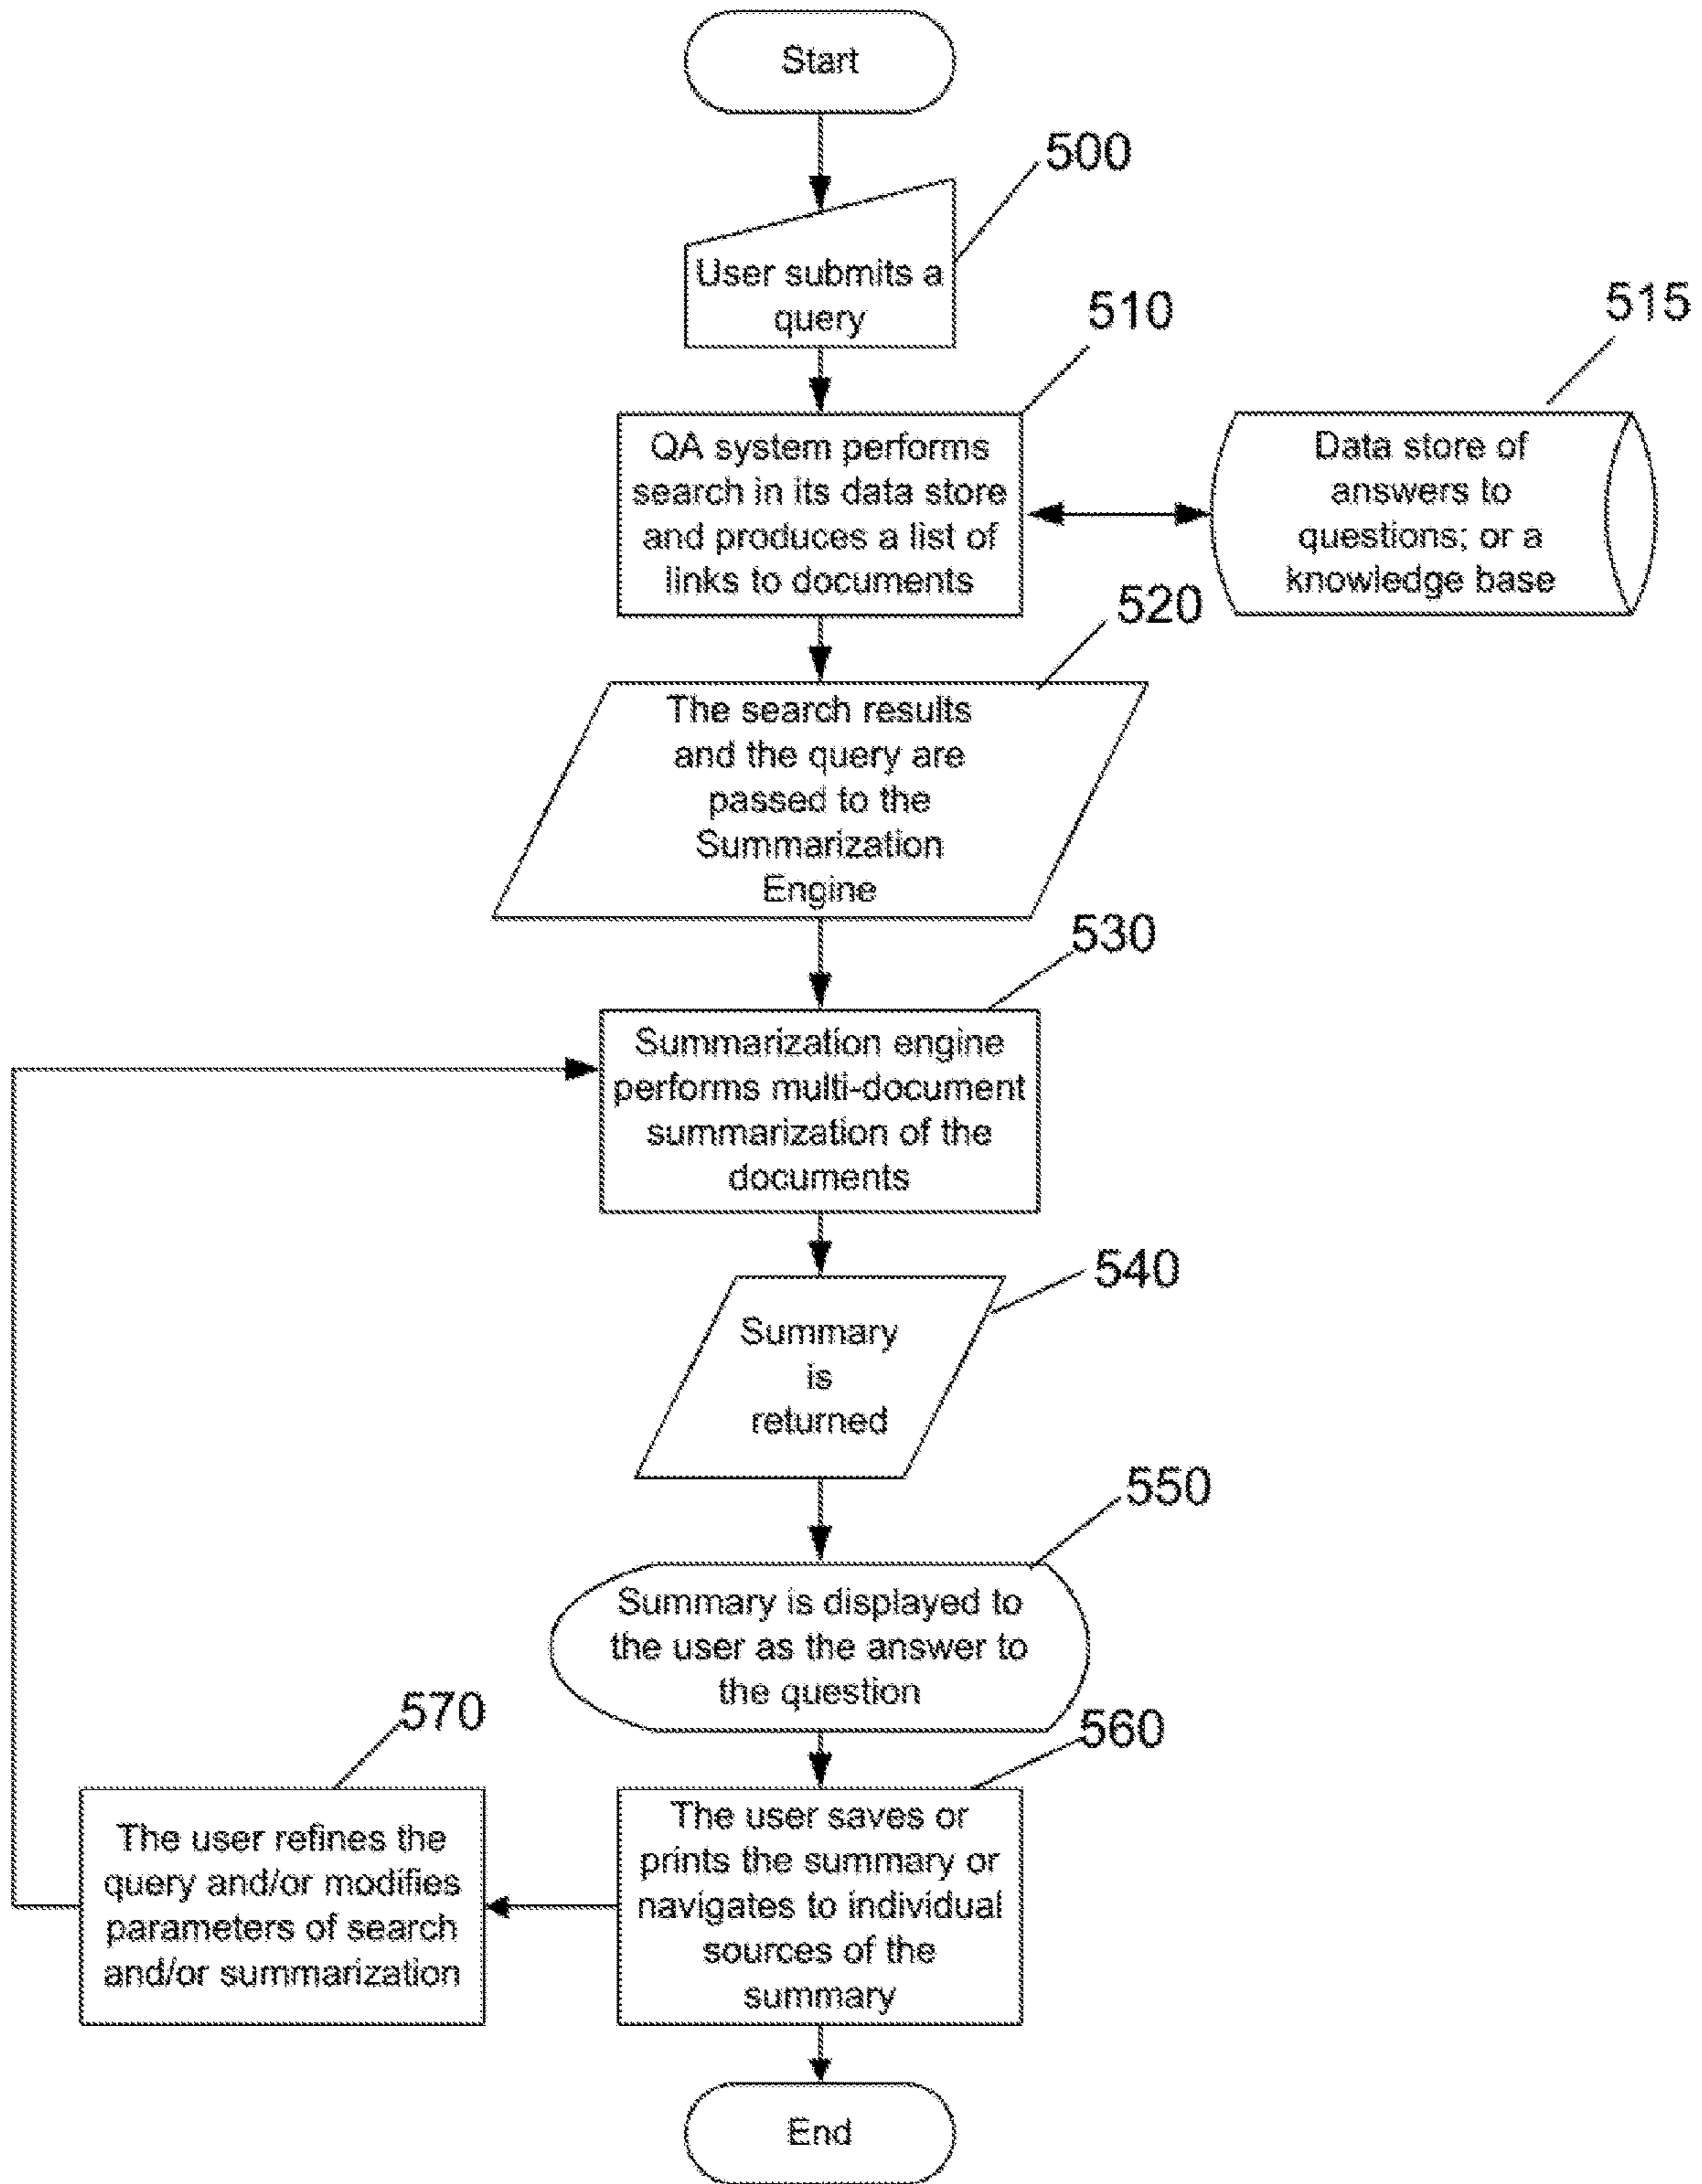 Start
500
User submits a
query
510
515
QA system performs
search in its data store
and produces a list of
links to documents
Data store of
answers to
questions; or a
knowledge base
520
The search results
and the query are
passed to the
Summarization
Engine
530
Summarization engine
performs multi-document
summarization of the
documents
540
Summary
is
returned
550
Summary is displayed to
the user as the answer to
the question
570
560
The user refines the
query and/or modifies
parameters of search
and/or summarization
The user saves or
prints the summary or
navigates to individual
sources of the
summary
End